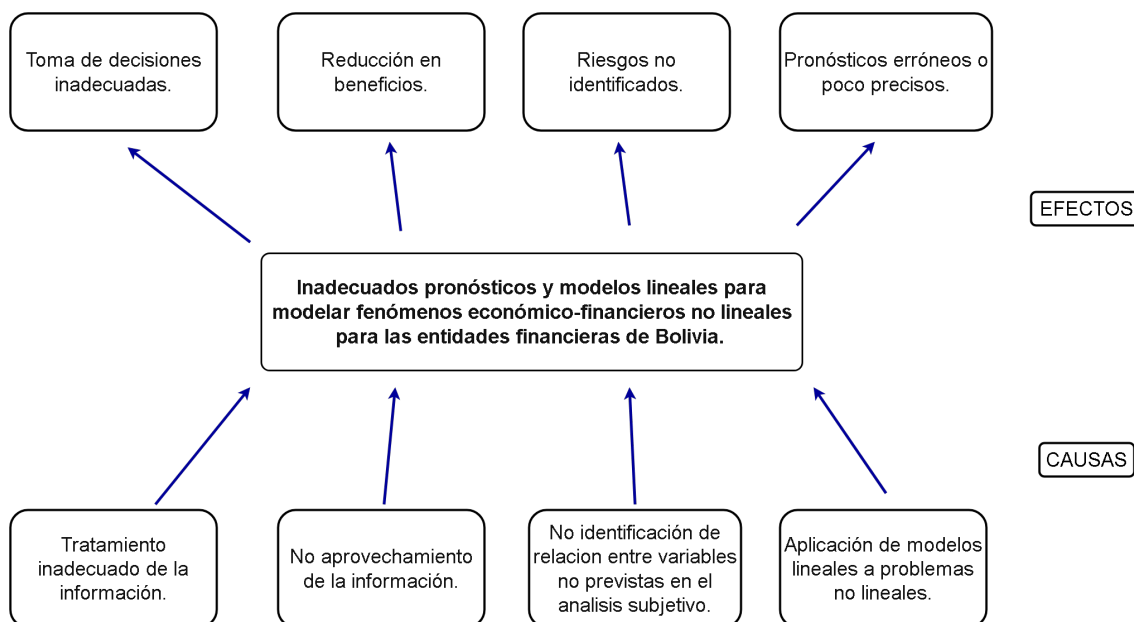 Toma de decisiones
inadecuadas.
Reducción en
beneficios.
Riesgos no
identificados.
Pronósticos erróneos o
poco precisos.
EFECTOS
Inadecuados pronósticos y modelos lineales para
modelar fenómenos económico-financieros no lineales
para las entidades financieras de Bolivia.
CAUSAS
Tratamiento
inadecuado de la
información.
No aprovechamiento
de la información.
No identificación de
relacion entre variables
no previstas en el
analisis subjetivo.
Aplicación de modelos
lineales a problemas
no lineales.